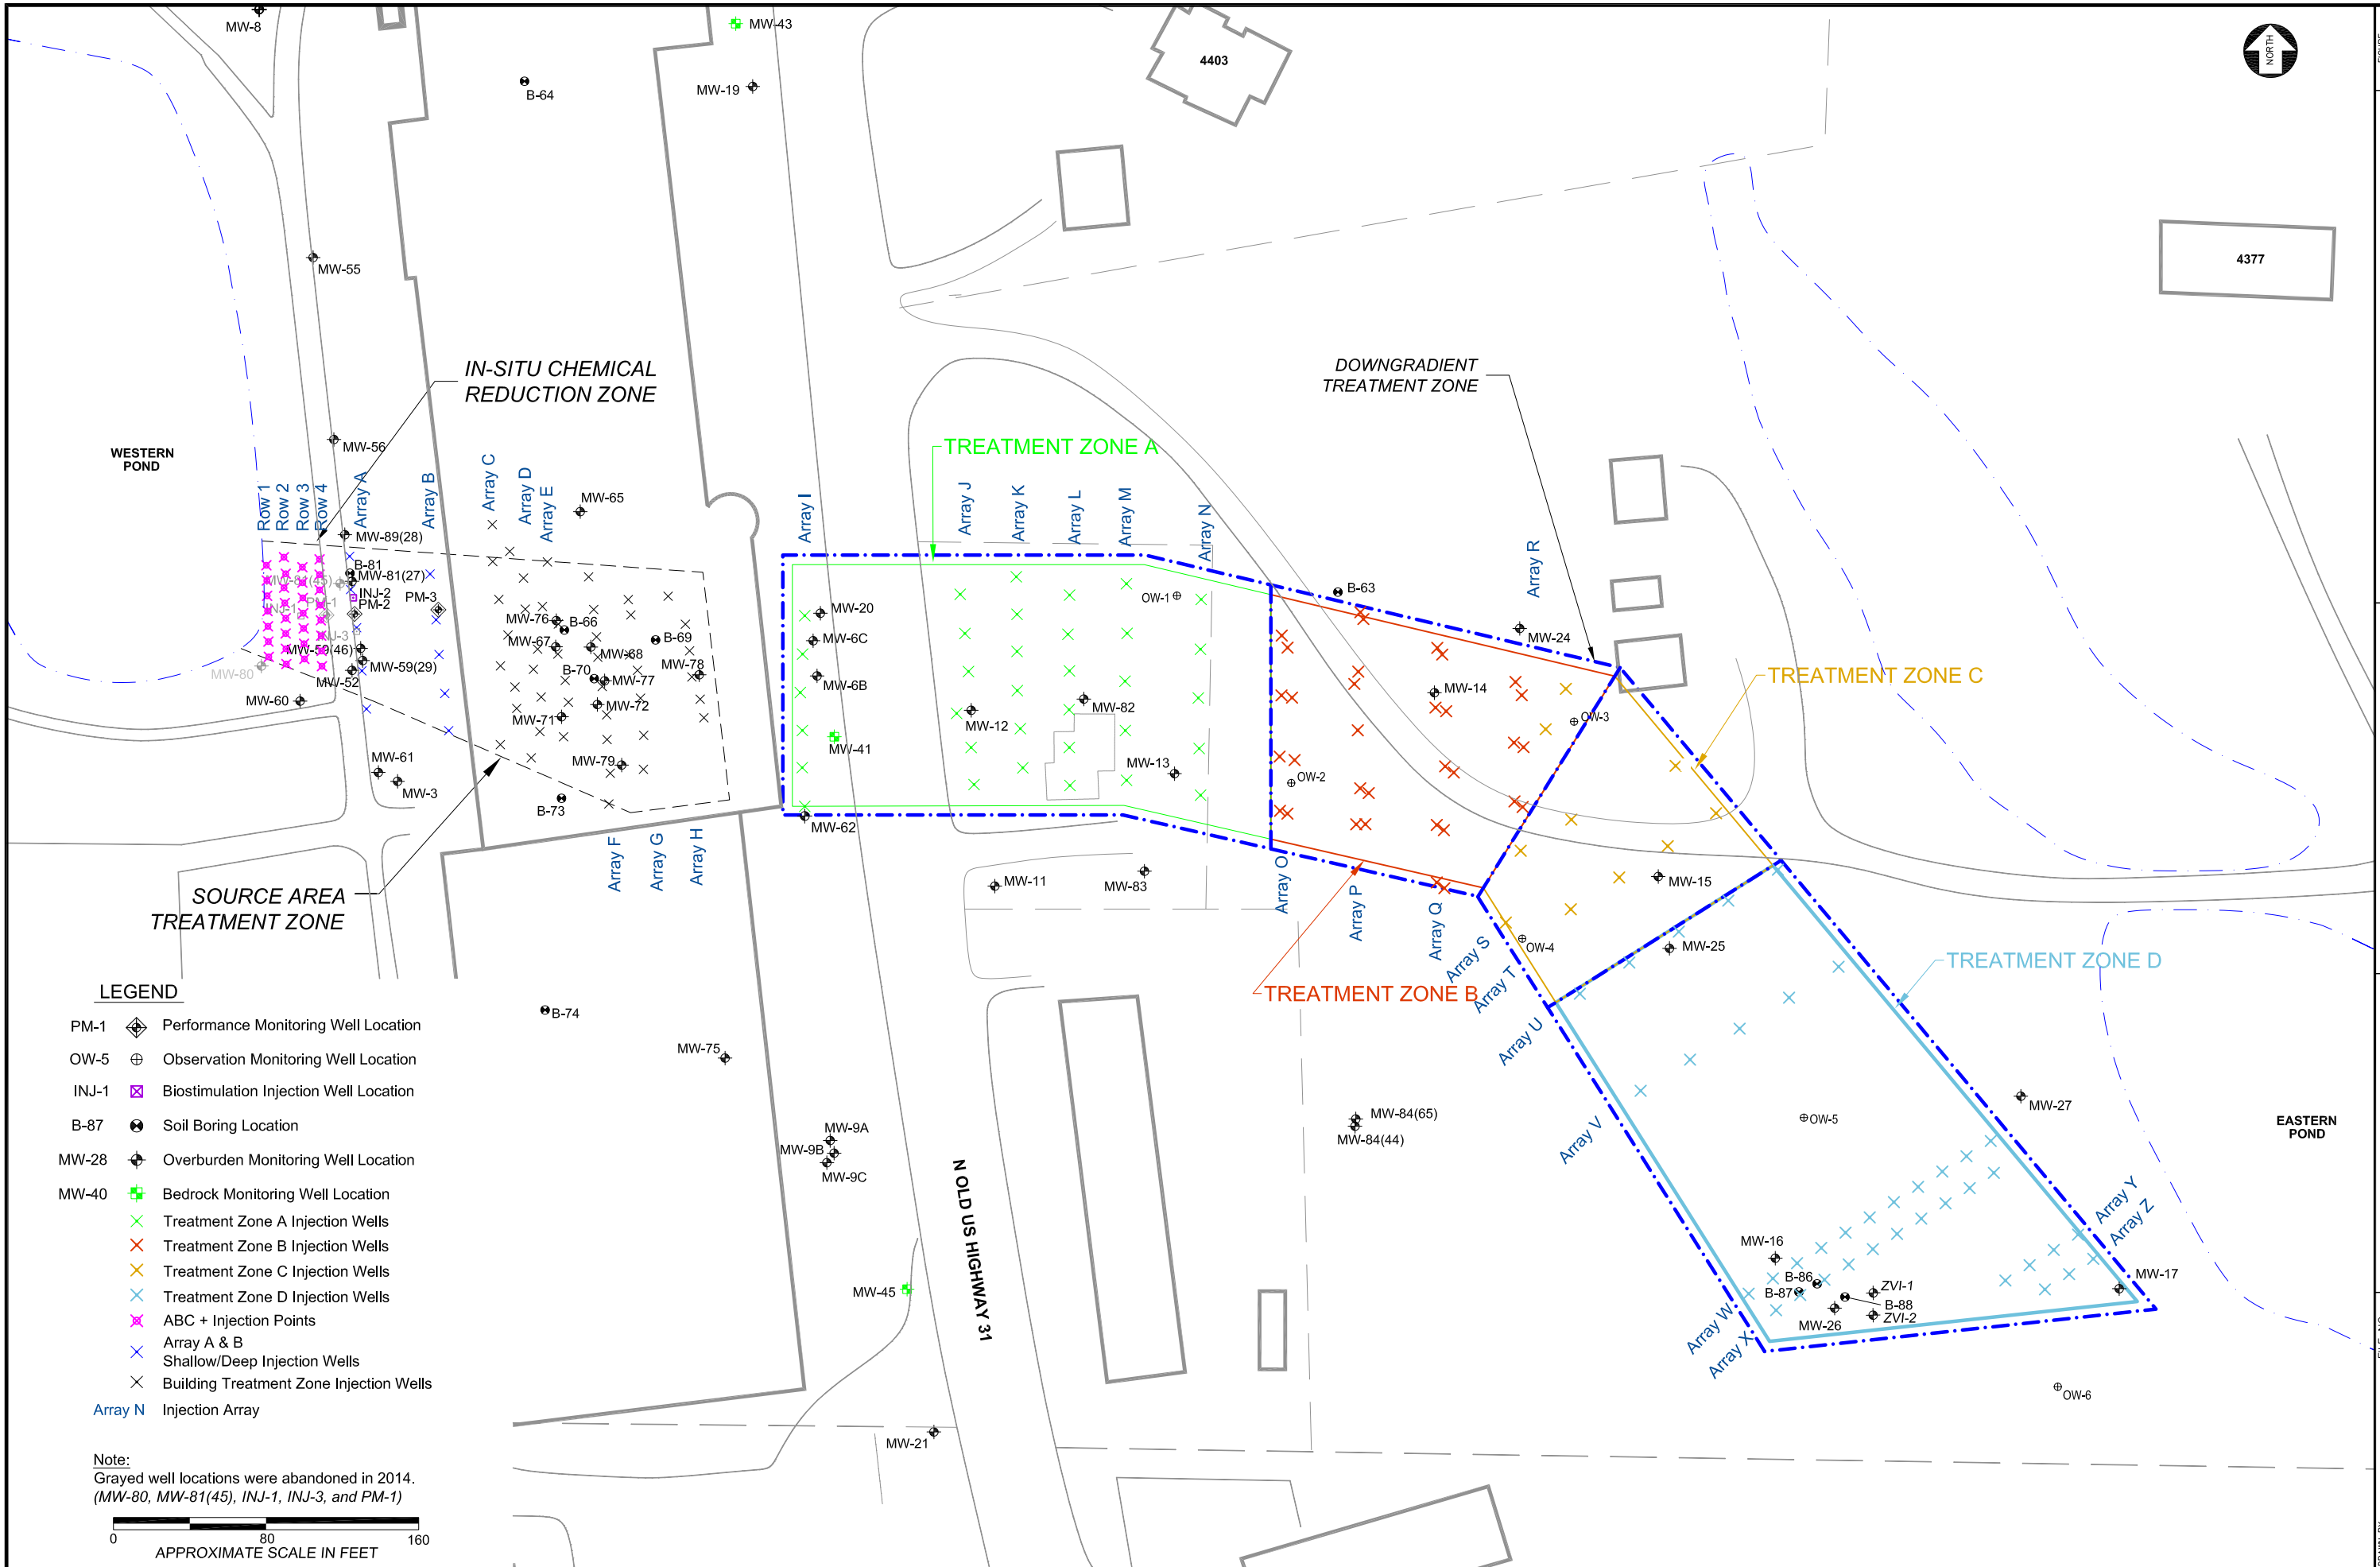 MW-8
MW-43
B-64
MW-19
4403
NORTH
4377
MW-55
IN-SITU CHEMICAL
REDUCTION ZONE
DOWNGRADIENT
TREATMENT ZONE
WESTERN
POND
MW-56
TREATMENT ZONE A
Row 1
Row 2
Row 3
Row 4
Array A
Array B
Array C
Array D
Array E
MW-65
Array I
Array J
Array K
Array L
Array M
Array N
Array R
MW-89(28)
B-81
MW-81(45)
MW-81(27)
INJ-2
PM-1
PM-2
PM-3
INJ-1
INJ-3
MW-59(46)
MW-59(29)
MW-80
MW-52
MW-60
MW-61
MW-3
MW-76
B-66
MW-67
MW-68
B-69
B-70
MW-77
MW-78
MW-71
MW-72
MW-79
B-73
MW-20
MW-6C
MW-6B
MW-41
MW-62
MW-12
MW-82
MW-13
OW-1
B-63
OW-2
MW-24
MW-14
OW-3
TREATMENT ZONE C
Array F
Array G
Array H
MW-11
MW-83
Array O
Array P
Array Q
Array S
Array T
Array U
OW-4
MW-15
MW-25
SOURCE AREA
TREATMENT ZONE
TREATMENT ZONE B
TREATMENT ZONE D
LEGEND
PM-1 Performance Monitoring Well Location
OW-5 Observation Monitoring Well Location
INJ-1 Biostimulation Injection Well Location
B-87 Soil Boring Location
MW-28 Overburden Monitoring Well Location
MW-40 Bedrock Monitoring Well Location
Treatment Zone A Injection Wells
Treatment Zone B Injection Wells
Treatment Zone C Injection Wells
Treatment Zone D Injection Wells
ABC + Injection Points
Array A & B
Shallow/Deep Injection Wells
Building Treatment Zone Injection Wells
Array N Injection Array
Note:
Grayed well locations were abandoned in 2014.
(MW-80, MW-81(45), INJ-1, INJ-3, and PM-1)
0 80 160
APPROXIMATE SCALE IN FEET
B-74
MW-75
MW-9A
MW-9B
MW-9C
N OLD US HIGHWAY 31
MW-45
MW-21
MW-84(65)
MW-84(44)
Array V
OW-5
MW-27
EASTERN
POND
Array Y
Array Z
MW-16
B-86
B-87
ZVI-1
B-88
ZVI-2
MW-26
MW-17
Array W
Array X
OW-6